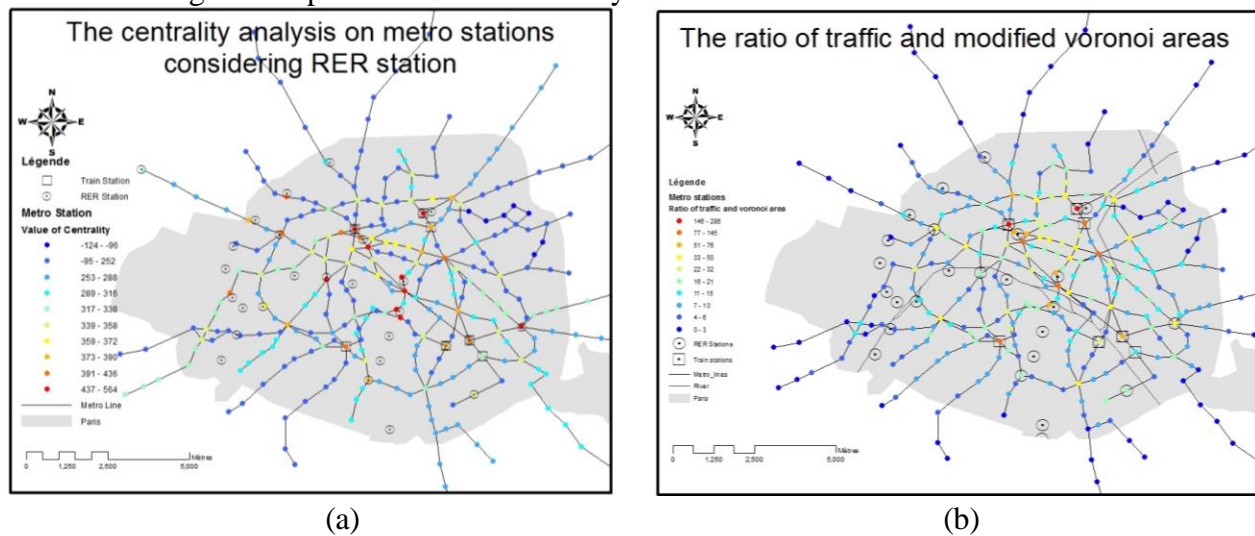 The centrality analysis on metro stations
considering RER station
N
W E
S
Légende
Train Station
RER Station
Metro Station
Value of Centrality
-124 - -96
-95 - 252
253 - 288
289 - 316
317 - 338
339 - 358
359 - 372
373 - 390
391 - 436
437 - 564
Metro Line
Paris
Mètres
0 1,250 2,500 5,000
(a)
The ratio of traffic and modified voronoi areas
N
W E
S
Légende
Metro stations
Ratio of traffic and voronoi area
146 - 286
77 - 145
51 - 76
33 - 50
22 - 32
16 - 21
11 - 15
7 - 10
4 - 6
0 - 3
RER Stations
Train stations
Metro_lines
River
Paris
Mètres
0 1,250 2,500 5,000
(b)